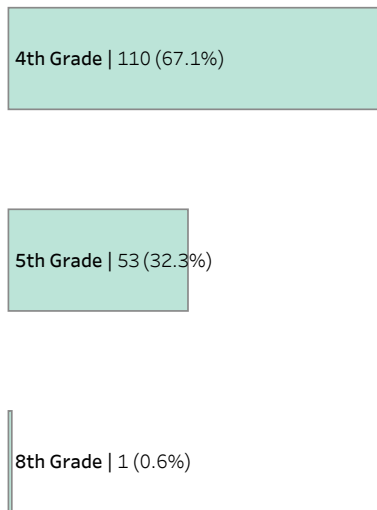 4th Grade | 110 (67.1%)
5th Grade | 53 (32.3%)
8th Grade | 1 (0.6%)